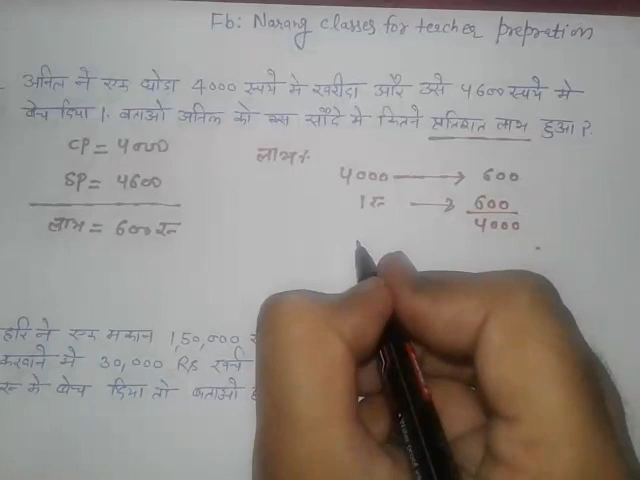 Fb: Narang classes for teacher prepretion
अनिल ने एक घोडा 4000 रुपये मे खरीदा और उसे 4600 रुपये मे
बेच दिया । बताओ अनिल को इस सौदे मे कितने प्रतिशत लाभ हुआ ?
CP = 4000
SP = 4600
लाभ = 600 रु
लाभ %
4000 → 600
1 रु → 600/4000
हरि ने एक मकान 1,50,000
करवाने मे 30,000 Rs खर्च
रु मे बेच दिया तो बताओ